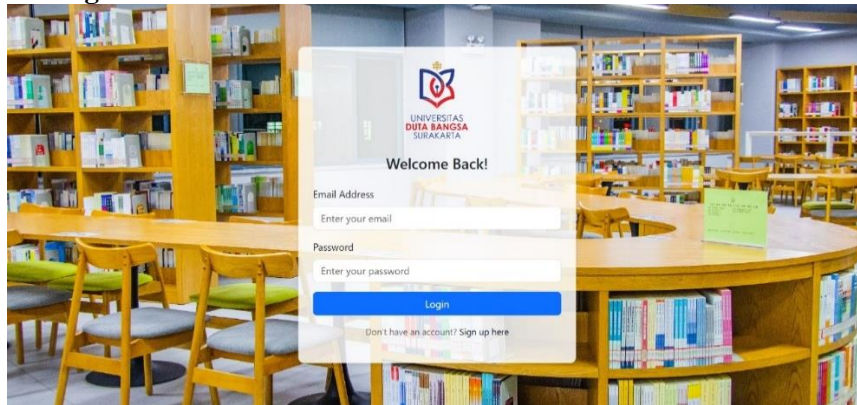 UNIVERSITAS
DUTA BANGSA
SURAKARTA
Welcome Back!
Email Address
Enter your email
Password
Enter your password
Login
Don't have an account? Sign up here